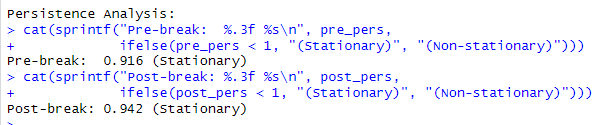 Persistence Analysis:
> cat(sprintf("Pre-break:  %.3f %s\n", pre_pers,
+             ifelse(pre_pers < 1, "(Stationary)", "(Non-stationary)")))
Pre-break:  0.916 (Stationary)
> cat(sprintf("Post-break: %.3f %s\n", post_pers,
+             ifelse(post_pers < 1, "(Stationary)", "(Non-stationary)")))
Post-break: 0.942 (Stationary)
>